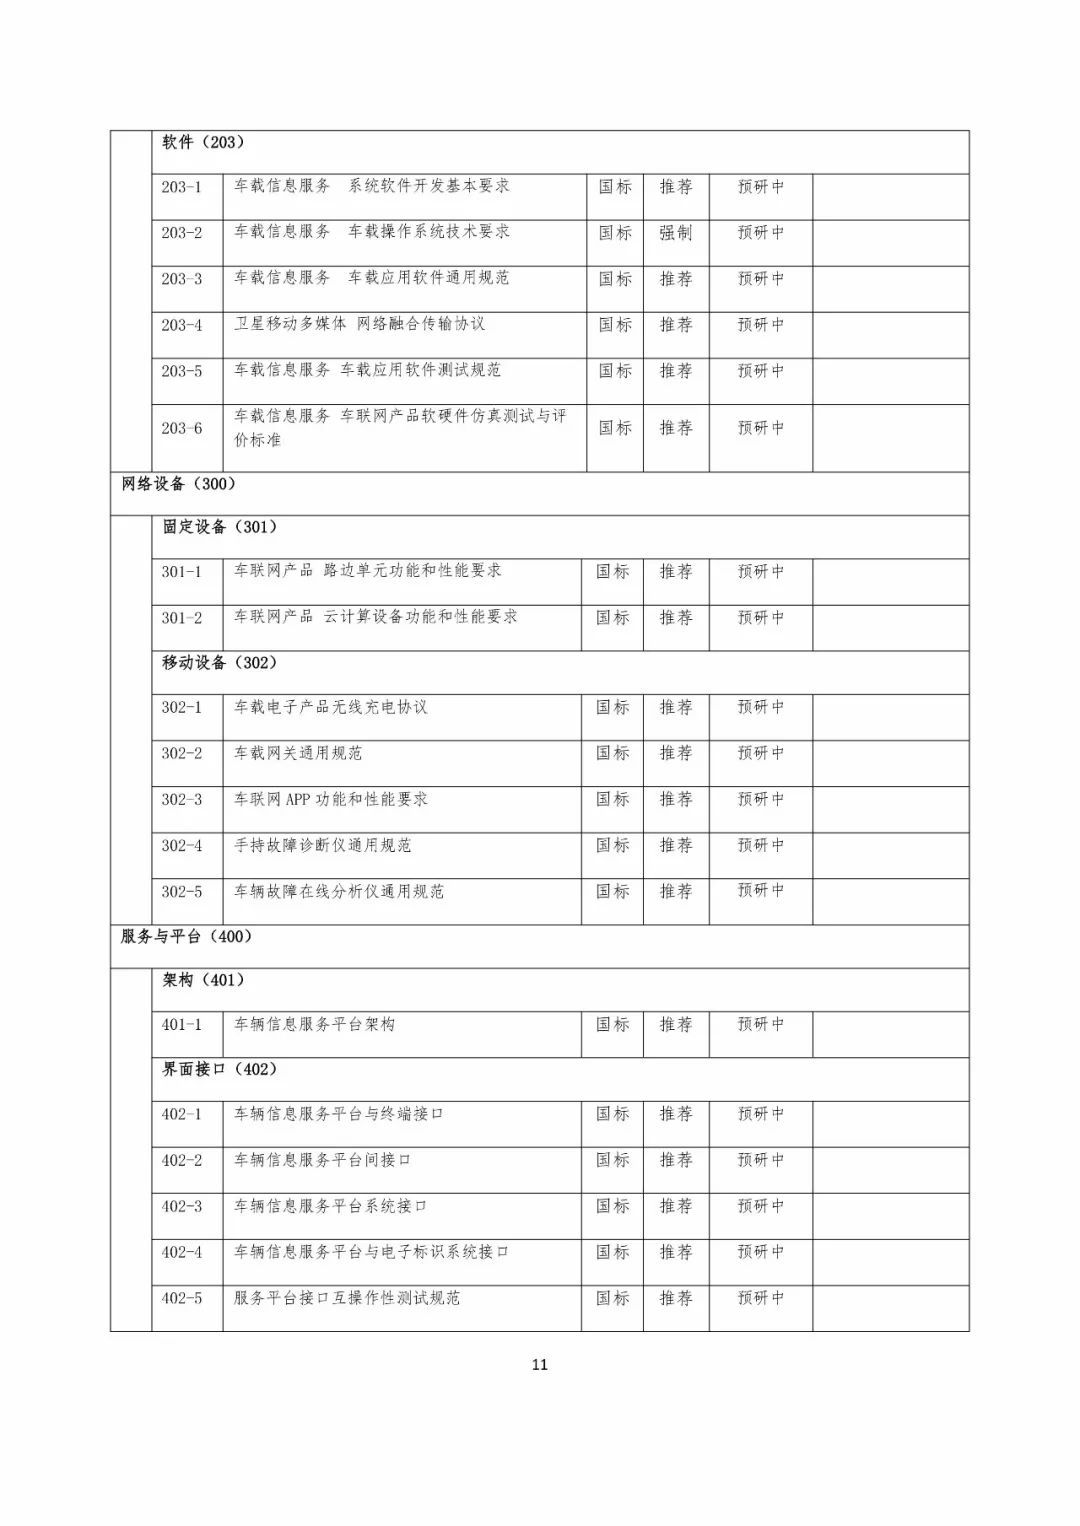 软件（203）
203-1 车载信息服务 系统软件开发基本要求 国标 推荐 预研中
203-2 车载信息服务 车载操作系统技术要求 国标 强制 预研中
203-3 车载信息服务 车载应用软件通用规范 国标 推荐 预研中
203-4 卫星移动多媒体 网络融合传输协议 国标 推荐 预研中
203-5 车载信息服务 车载应用软件测试规范 国标 推荐 预研中
203-6 车载信息服务 车联网产品软硬件仿真测试与评
价标准 国标 推荐 预研中
网络设备（300）
固定设备（301）
301-1 车联网产品 路边单元功能和性能要求 国标 推荐 预研中
301-2 车联网产品 云计算设备功能和性能要求 国标 推荐 预研中
移动设备（302）
302-1 车载电子产品无线充电协议 国标 推荐 预研中
302-2 车载网关通用规范 国标 推荐 预研中
302-3 车联网 APP 功能和性能要求 国标 推荐 预研中
302-4 手持故障诊断仪通用规范 国标 推荐 预研中
302-5 车辆故障在线分析仪通用规范 国标 推荐 预研中
服务与平台（400）
架构（401）
401-1 车辆信息服务平台架构 国标 推荐 预研中
界面接口（402）
402-1 车辆信息服务平台与终端接口 国标 推荐 预研中
402-2 车辆信息服务平台间接口 国标 推荐 预研中
402-3 车辆信息服务平台系统接口 国标 推荐 预研中
402-4 车辆信息服务平台与电子标识系统接口 国标 推荐 预研中
402-5 服务平台接口互操作性测试规范 国标 推荐 预研中
11